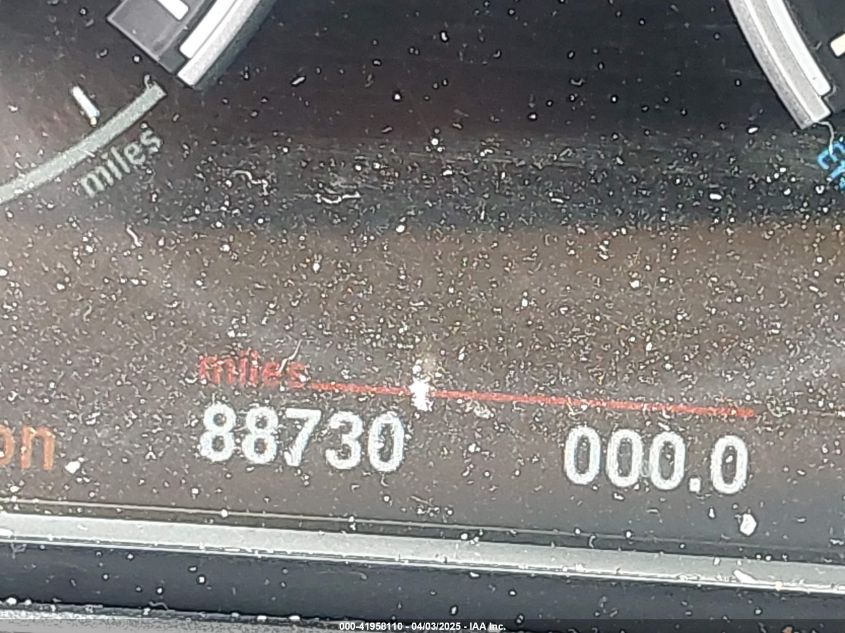 miles
miles
88730 000.0
on
000-41958110 - 04/03/2025 - IAA Inc.